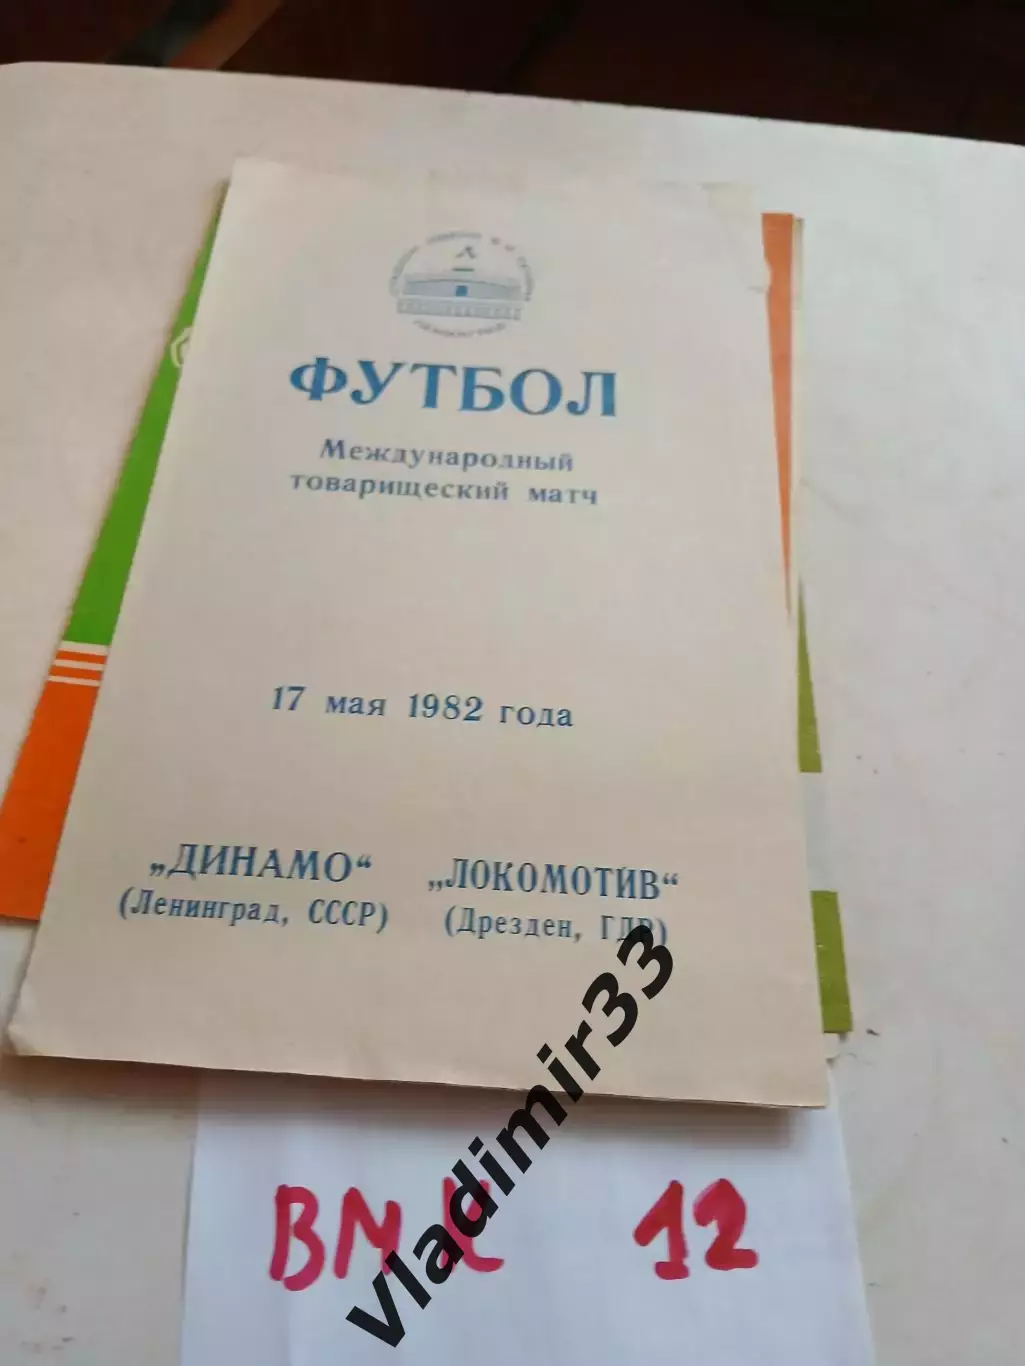 ФУТБОЛ
Международный
товарищеский матч
17 мая 1982 года
„ДИНАМО“ „ЛОКОМОТИВ“
(Ленинград, СССР) (Дрезден, ГДР)
vladimir33
12